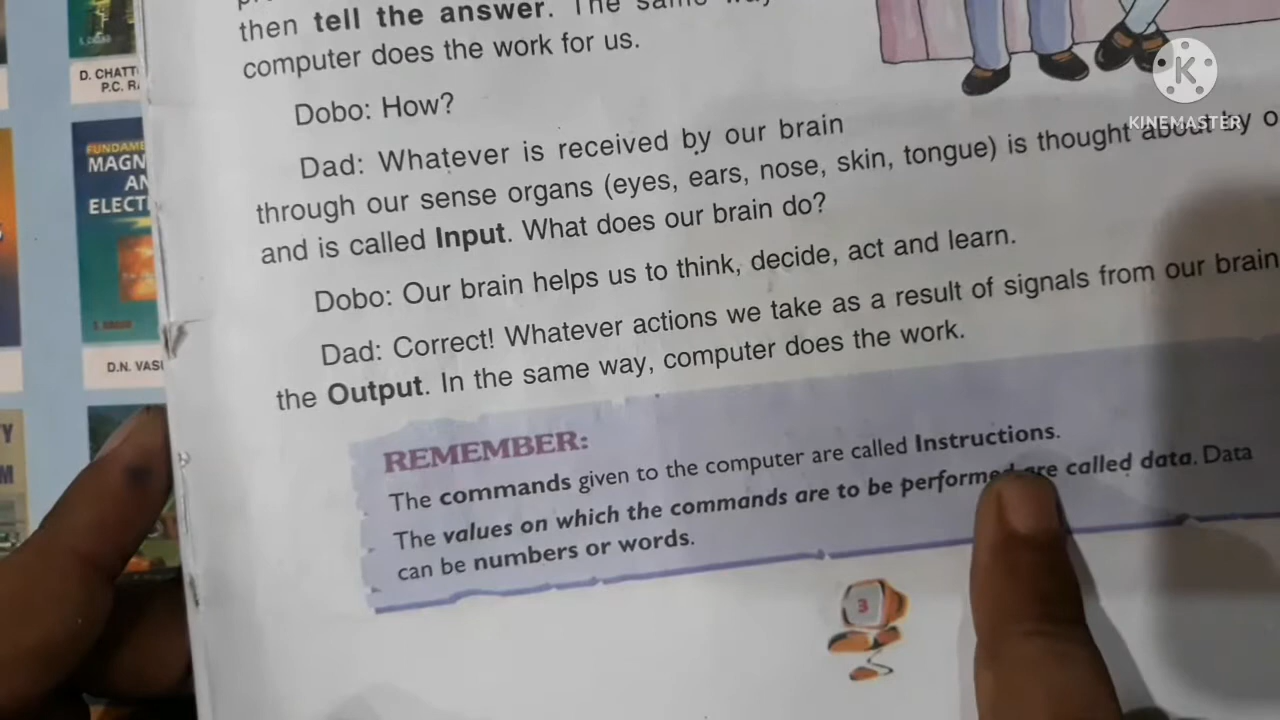 then tell the answer. The same way
computer does the work for us.
Dobo: How?
Dad: Whatever is received by our brain
through our sense organs (eyes, ears, nose, skin, tongue) is thought about by
and is called Input. What does our brain do?
Dobo: Our brain helps us to think, decide, act and learn.
Dad: Correct! Whatever actions we take as a result of signals from our brain
the Output. In the same way, computer does the work.
REMEMBER:
The commands given to the computer are called Instructions.
The values on which the commands are to be performed are called data. Data
can be numbers or words.
3
KINEMASTER
D. CHATT
P.C. R
FUNDAME
MAGN
AN
ELECT
D.N. VAS
Y
M